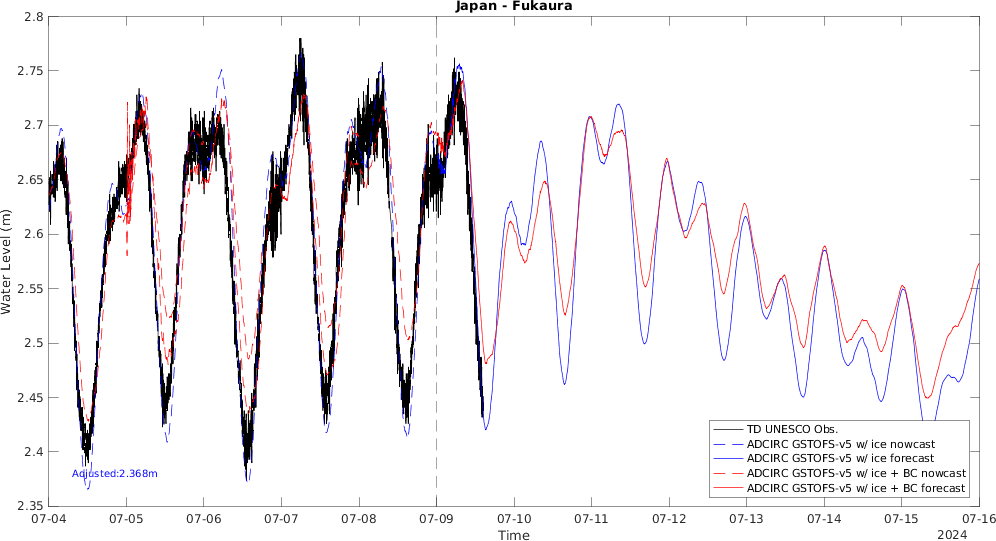 Japan - Fukaura
2.8
2.75
2.7
2.65
2.6
2.55
2.5
2.45
2.4
2.35
Water Level (m)
Adjusted:2.368m
TD UNESCO Obs.
ADCIRC GSTOFS-v5 w/ ice nowcast
ADCIRC GSTOFS-v5 w/ ice forecast
ADCIRC GSTOFS-v5 w/ ice + BC nowcast
ADCIRC GSTOFS-v5 w/ ice + BC forecast
07-04 07-05 07-06 07-07 07-08 07-09 07-10 07-11 07-12 07-13 07-14 07-15 07-16
Time
2024